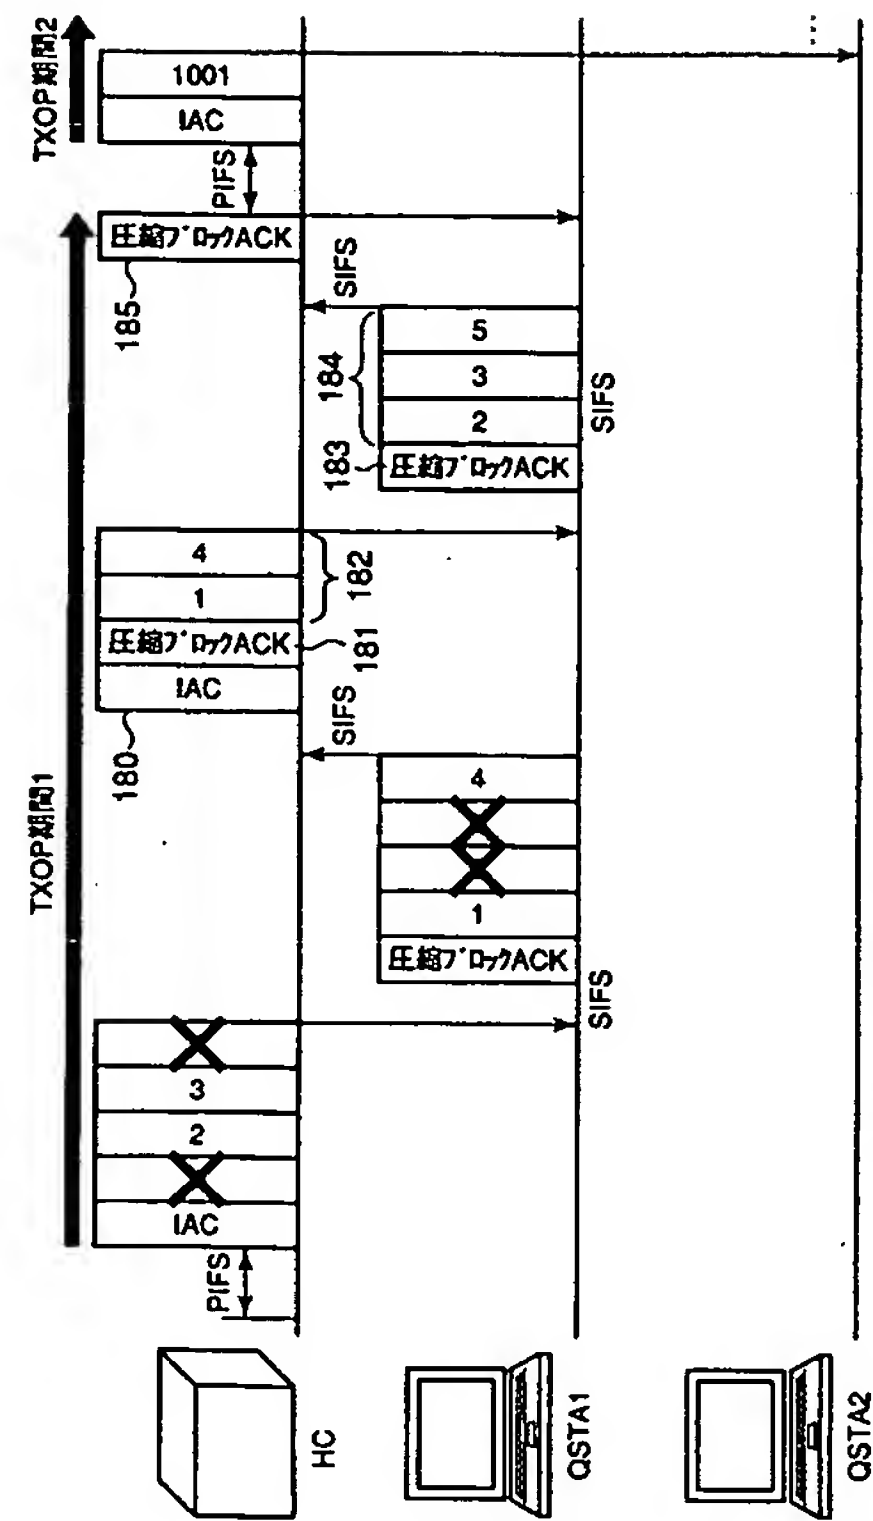 TXOP期間1
TXOP期間2
PIFS
IAC
2
3
180
IAC
圧縮ブロックACK
181
1
4
182
185
圧縮ブロックACK
PIFS
IAC
1001
HC
SIFS
圧縮ブロックACK
1
4
SIFS
183
圧縮ブロックACK
2
3
5
184
SIFS
SIFS
QSTA1
QSTA2